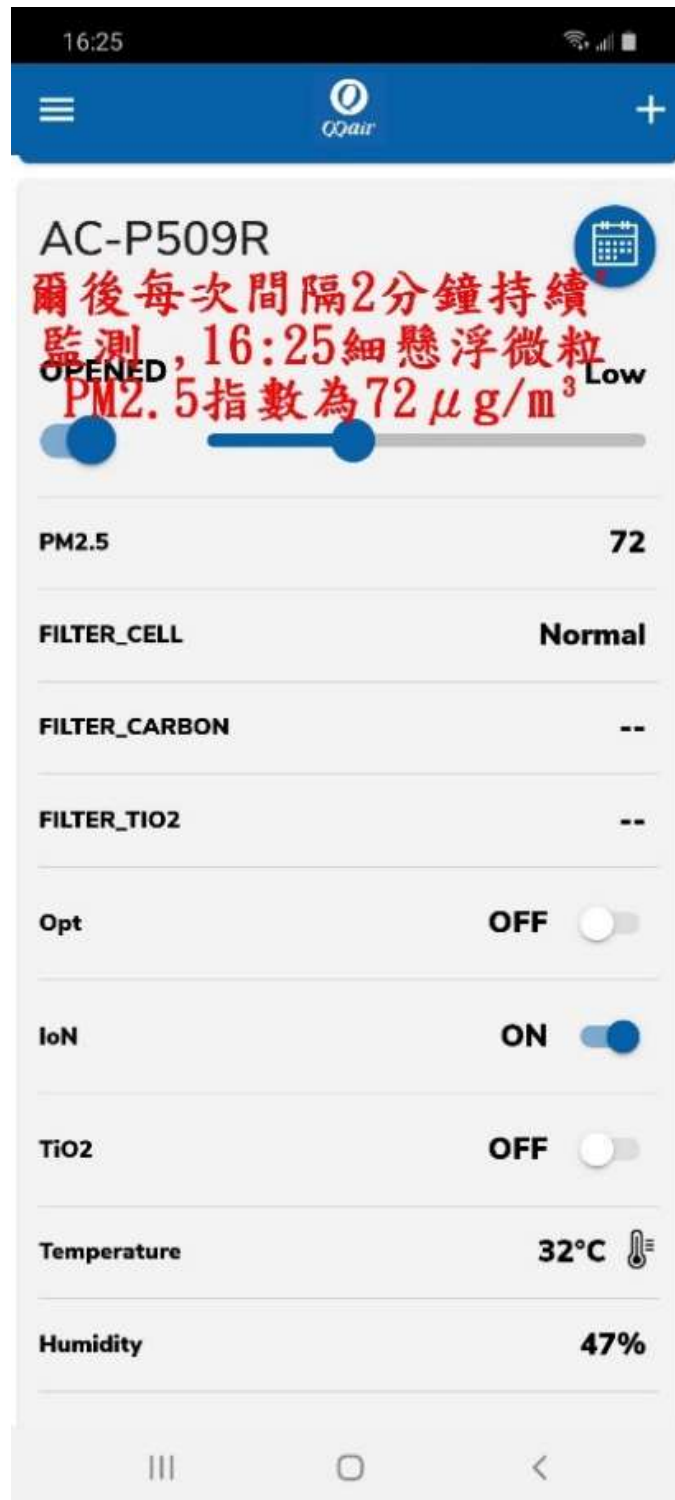 16:25
QQair
AC-P509R
爾後每次間隔2分鐘持續
監測,16:25細懸浮微粒
OPENED
Low
PM2.5指數為72μg/m³
PM2.5
72
FILTER_CELL
Normal
FILTER_CARBON
--
FILTER_TIO2
--
Opt
OFF
IoN
ON
TiO2
OFF
Temperature
32°C
Humidity
47%